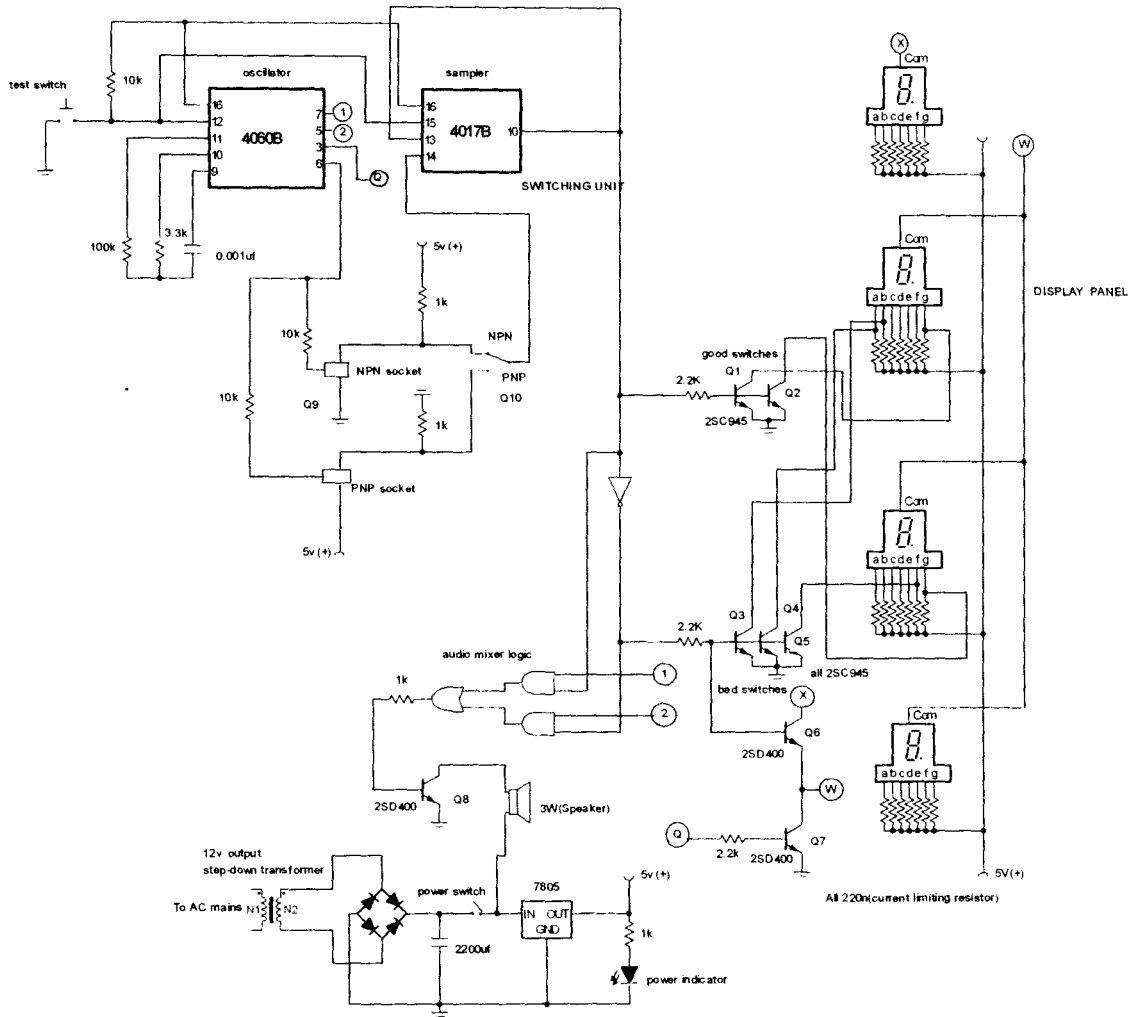 test switch
10k
oscillator
16
12
11
10
9
4060B
7
5
3
6
1
2
Q
sampler
16
15
13
14
4017B
10
SWITCHING UNIT
100k
3.3k
0.001uf
5v(+)
1k
10k
NPN
PNP
NPN socket
Q9
Q10
10k
1k
PNP socket
5v(+)
X
Com
8.
abcdefg
W
Com
8.
abcdefg
DISPLAY PANEL
good switches
2.2K
Q1
Q2
2SC945
Com
8.
abcdefg
2.2K
Q3
Q4
Q5
all 2SC945
bad switches
audio mixer logic
1k
1
2
X
Q6
2SD400
W
Q
2.2k
Q7
2SD400
Com
8.
abcdefg
5V(+)
All 220n(current limiting resistor)
2SD400
Q8
3W(Speaker)
12v output
step-down transformer
To AC mains
N1
N2
power switch
2200uf
7805
IN OUT
GND
5v(+)
1k
power indicator